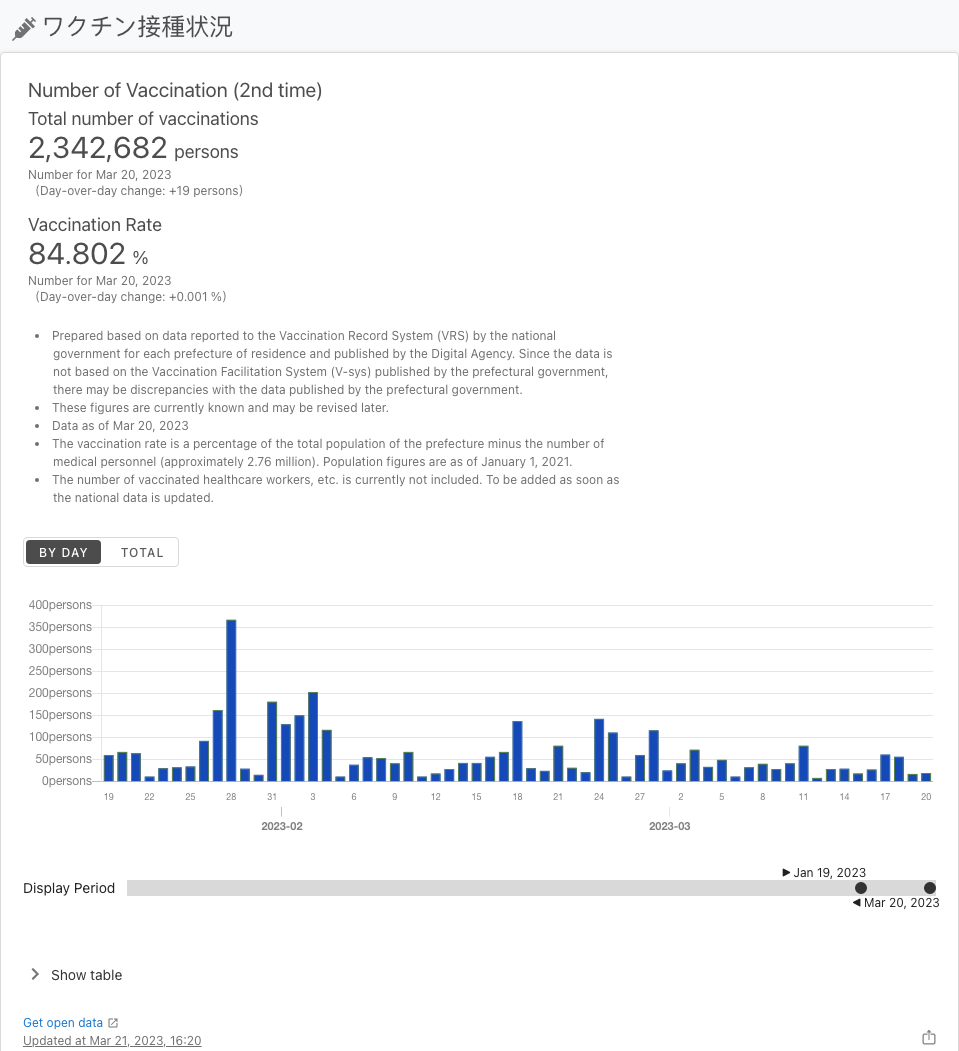 ワクチン接種状況
Number of Vaccination (2nd time)
Total number of vaccinations
2,342,682 persons
Number for Mar 20, 2023
(Day-over-day change: +19 persons)
Vaccination Rate
84.802 %
Number for Mar 20, 2023
(Day-over-day change: +0.001 %)
• Prepared based on data reported to the Vaccination Record System (VRS) by the national
government for each prefecture of residence and published by the Digital Agency. Since the data is
not based on the Vaccination Facilitation System (V-sys) published by the prefectural government,
there may be discrepancies with the data published by the prefectural government.
• These figures are currently known and may be revised later.
• Data as of Mar 20, 2023
• The vaccination rate is a percentage of the total population of the prefecture minus the number of
medical personnel (approximately 2.76 million). Population figures are as of January 1, 2021.
• The number of vaccinated healthcare workers, etc. is currently not included. To be added as soon as
the national data is updated.
BY DAY TOTAL
400persons
350persons
300persons
250persons
200persons
150persons
100persons
50persons
0persons
19 22 25 28 31 3 6 9 12 15 18 21 24 27 2 5 8 11 14 17 20
2023-02 2023-03
Jan 19, 2023
Display Period
Mar 20, 2023
Show table
Get open data
Updated at Mar 21, 2023, 16:20